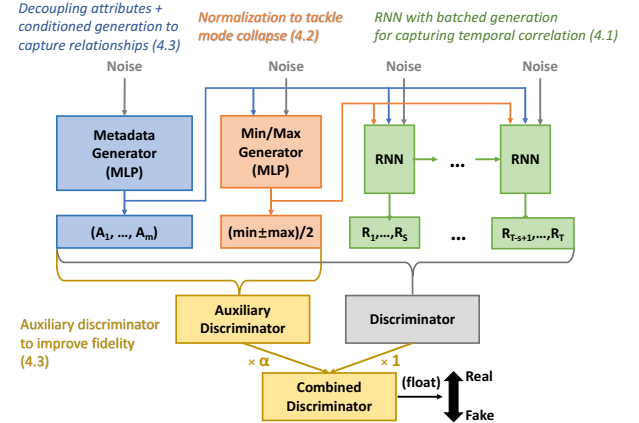 Decoupling attributes +
conditioned generation to
capture relationships (4.3)
Normalization to tackle
mode collapse (4.2)
RNN with batched generation
for capturing temporal correlation (4.1)
Noise Noise Noise Noise
Metadata
Generator
(MLP)
Min/Max
Generator
(MLP)
RNN ... RNN
(A₁, ..., Aₘ) (min±max)/2 R₁,...,R_S ... R_T-s+1,...,R_T
Auxiliary
Discriminator
Discriminator
Auxiliary discriminator
to improve fidelity
(4.3)
× α × 1
Combined
Discriminator
(float)
Real
Fake